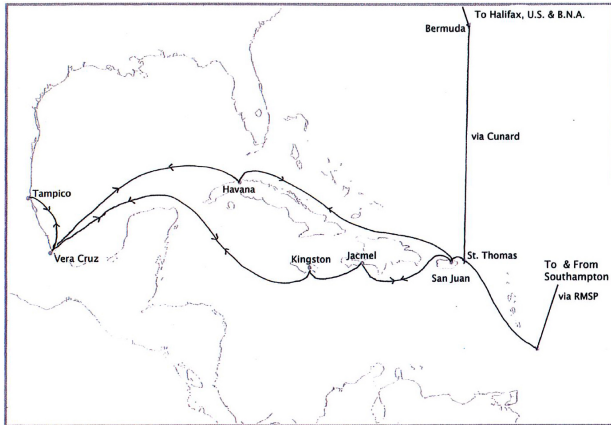 To Halifax, U.S. & B.N.A.
Bermuda
via Cunard
Tampico
Havana
Vera Cruz
Kingston
Jacmel
St. Thomas
San Juan
To & From
Southampton
via RMSP